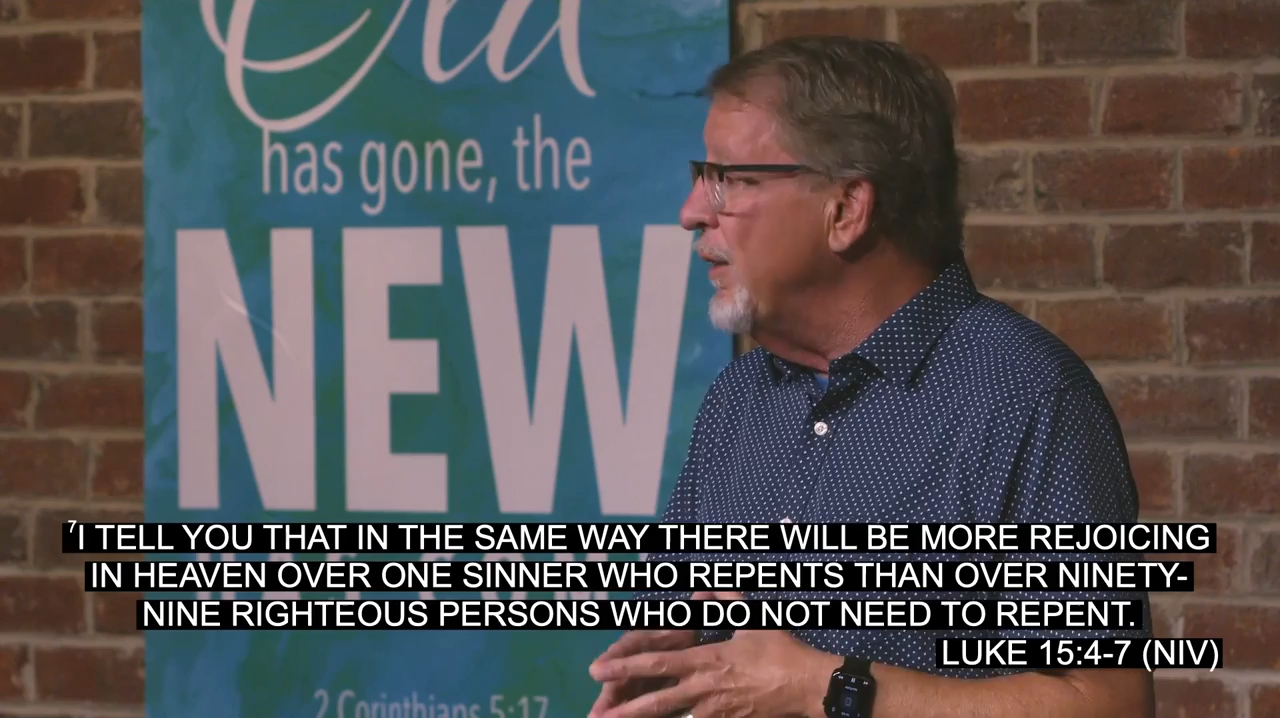 Old
has gone, the
NEW
⁷I TELL YOU THAT IN THE SAME WAY THERE WILL BE MORE REJOICING
IN HEAVEN OVER ONE SINNER WHO REPENTS THAN OVER NINETY-
NINE RIGHTEOUS PERSONS WHO DO NOT NEED TO REPENT.
LUKE 15:4-7 (NIV)
2 Corinthians 5:17